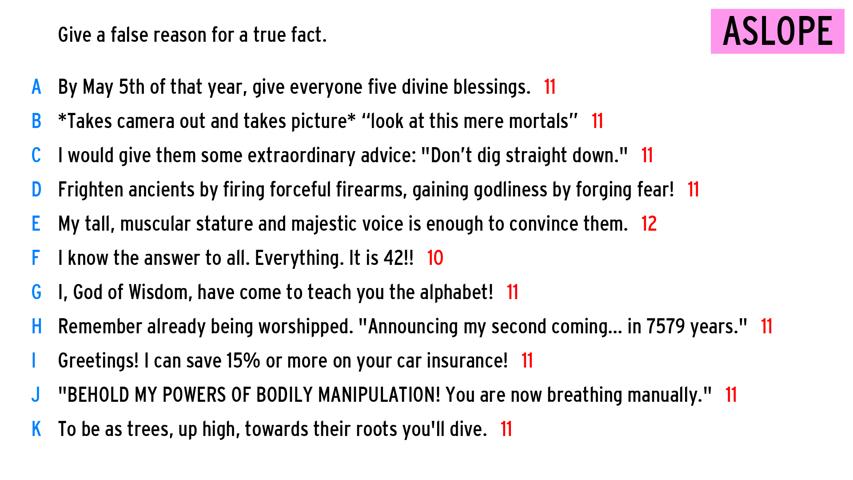 Give a false reason for a true fact.
ASLOPE
A By May 5th of that year, give everyone five divine blessings. 11
B *Takes camera out and takes picture* “look at this mere mortals” 11
C I would give them some extraordinary advice: "Don’t dig straight down." 11
D Frighten ancients by firing forceful firearms, gaining godliness by forging fear! 11
E My tall, muscular stature and majestic voice is enough to convince them. 12
F I know the answer to all. Everything. It is 42!! 10
G I, God of Wisdom, have come to teach you the alphabet! 11
H Remember already being worshipped. "Announcing my second coming... in 7579 years." 11
I Greetings! I can save 15% or more on your car insurance! 11
J "BEHOLD MY POWERS OF BODILY MANIPULATION! You are now breathing manually." 11
K To be as trees, up high, towards their roots you'll dive. 11